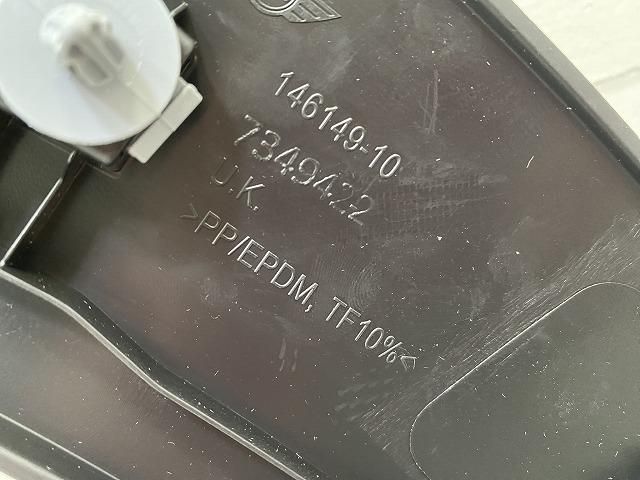 146149-10
7349422
U.K.
>PP/EPDM, TF10%<